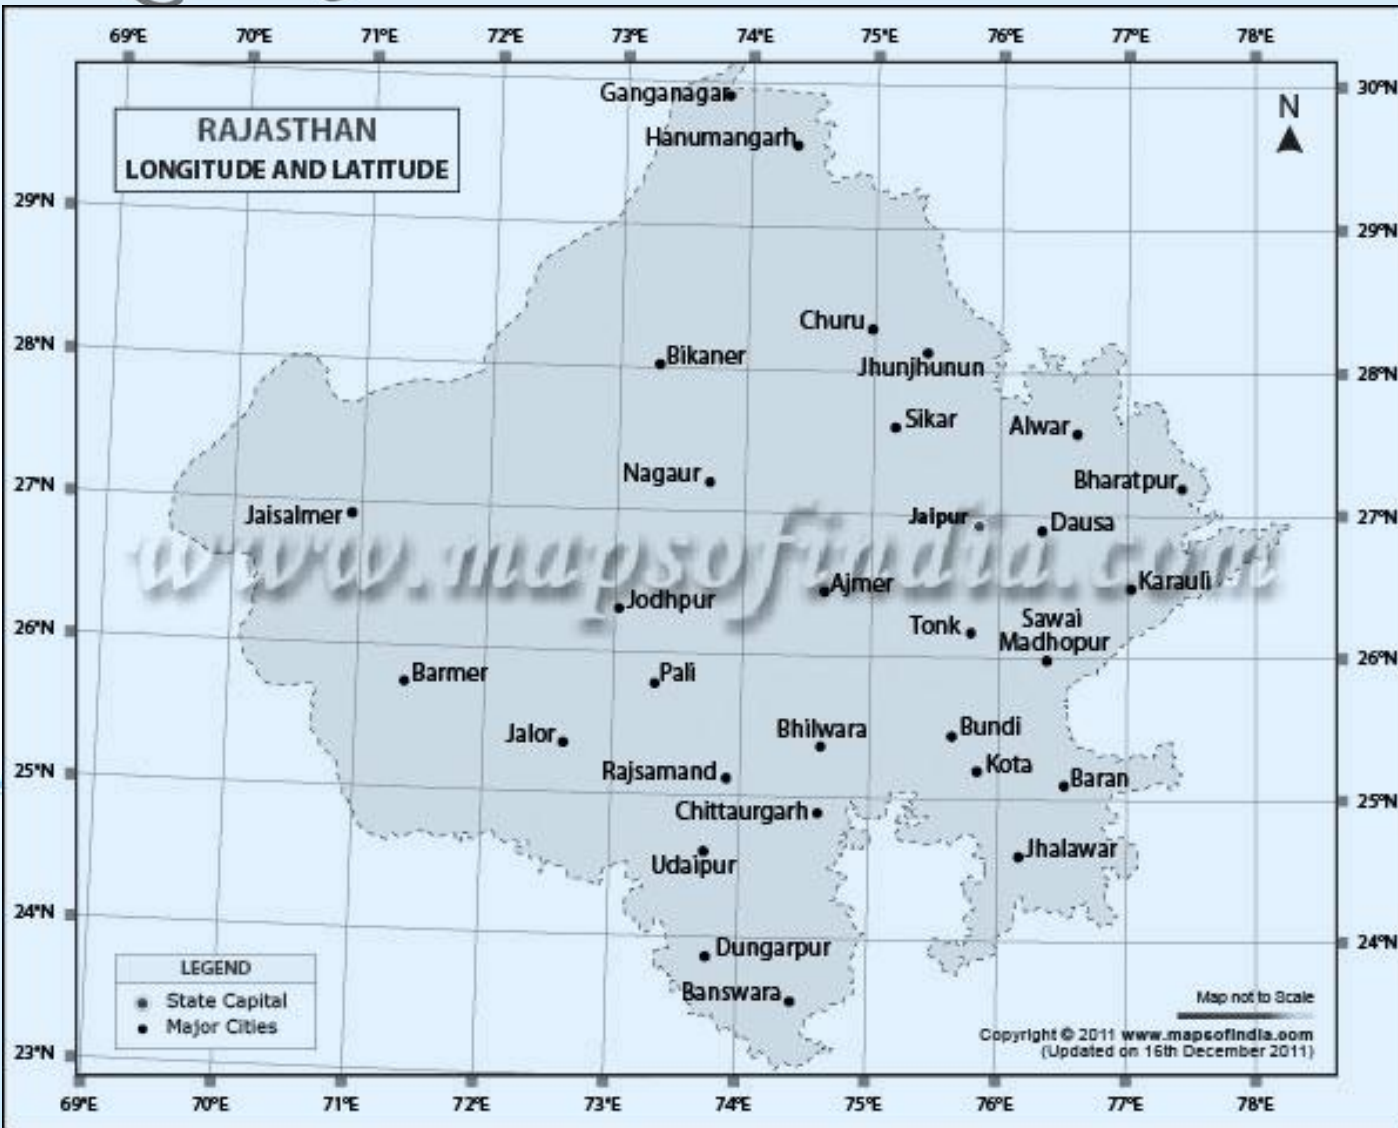 69°E 70°E 71°E 72°E 73°E 74°E 75°E 76°E 77°E 78°E
30°N
Ganganagar
N
RAJASTHAN
LONGITUDE AND LATITUDE
Hanumangarh
29°N
29°N
Churu
28°N
Bikaner
Jhunjhunun
28°N
Sikar
Alwar
Nagaur
Bharatpur
27°N
Jaisalmer
Jaipur
Dausa
27°N
www.mapsofindia.com
Ajmer
Karauli
Jodhpur
26°N
Tonk
Sawai
Madhopur
26°N
Barmer
Pali
Jalor
Bhilwara
Bundi
25°N
Rajsamand
Kota
Baran
25°N
Chittaurgarh
Udaipur
Jhalawar
24°N
24°N
Dungarpur
Banswara
LEGEND
State Capital
Major Cities
Map not to Scale
Copyright © 2011 www.mapsofindia.com
(Updated on 16th December 2011)
23°N
69°E 70°E 71°E 72°E 73°E 74°E 75°E 76°E 77°E 78°E